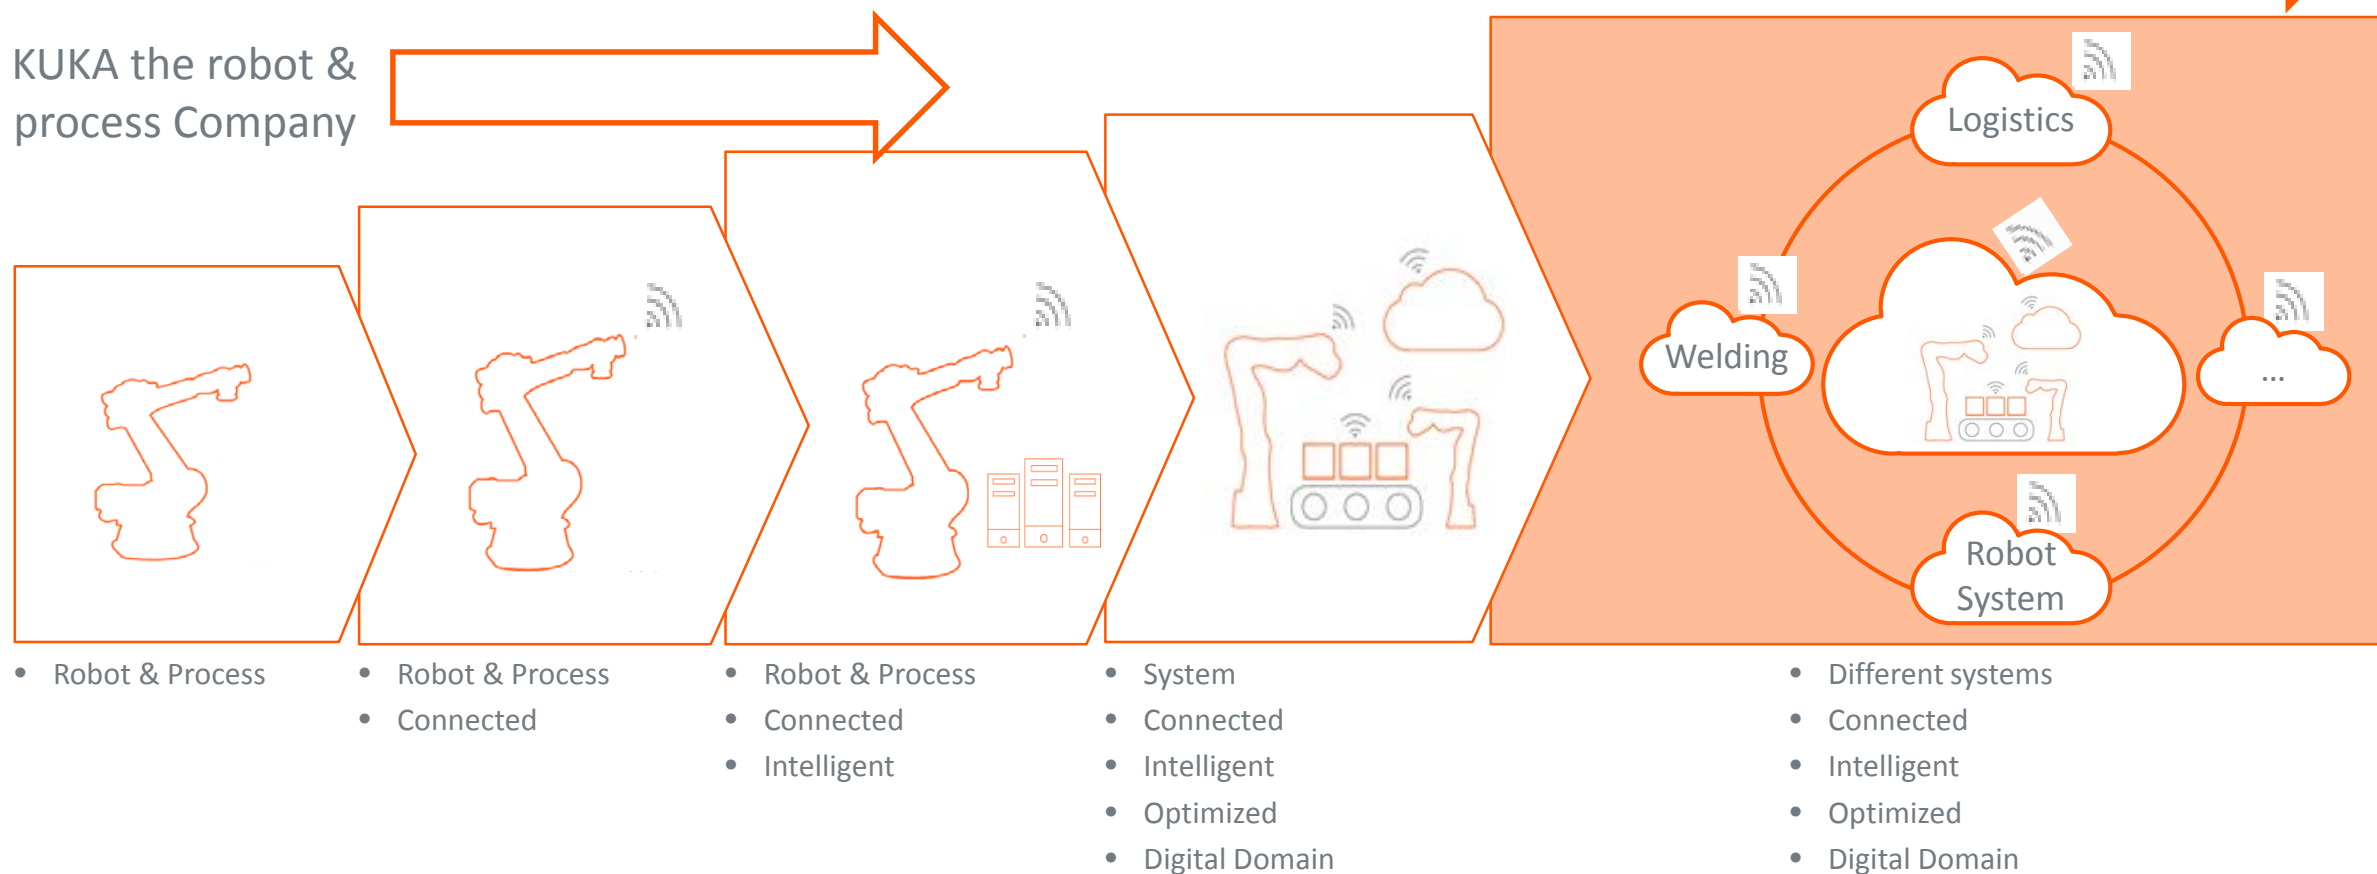 KUKA the robot &
process Company
Logistics
Welding
...
Robot
System
• Robot & Process
• Robot & Process
• Connected
• Robot & Process
• Connected
• Intelligent
• System
• Connected
• Intelligent
• Optimized
• Digital Domain
• Different systems
• Connected
• Intelligent
• Optimized
• Digital Domain